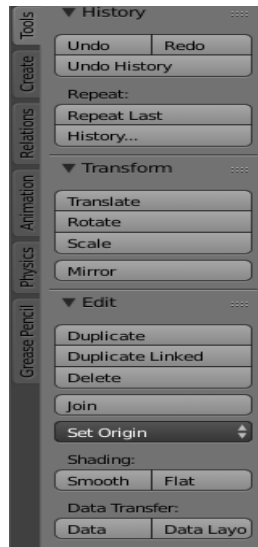 Tools
Create
Relations
Animation
Physics
Grease Pencil
History
Undo Redo
Undo History
Repeat:
Repeat Last
History...
Transform
Translate
Rotate
Scale
Mirror
Edit
Duplicate
Duplicate Linked
Delete
Join
Set Origin
Shading:
Smooth Flat
Data Transfer:
Data Data Layo